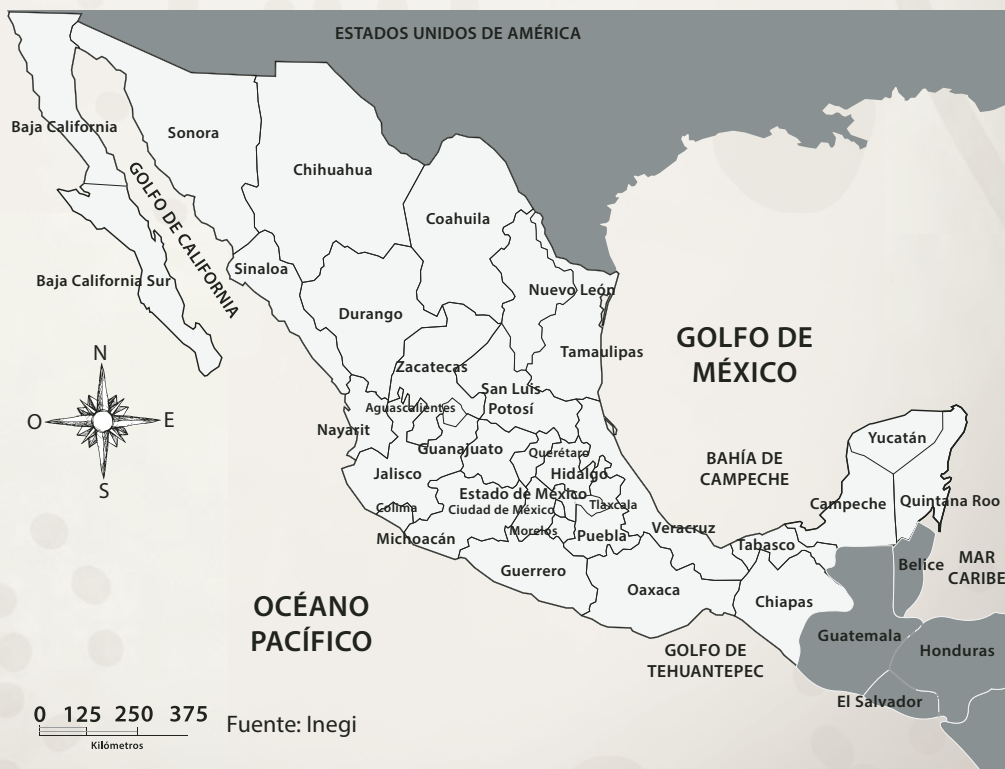 ESTADOS UNIDOS DE AMÉRICA
Baja California
Sonora
Chihuahua
Coahuila
GOLFO DE CALIFORNIA
Sinaloa
Baja California Sur
Nuevo León
Durango
GOLFO DE
MÉXICO
Tamaulipas
Zacatecas
San Luis
Potosí
N
O
E
S
Aguascalientes
Nayarit
Guanajuato
Querétaro
Jalisco
Hidalgo
BAHÍA DE
CAMPECHE
Yucatán
Estado de México
Colima
Ciudad de México
Tlaxcala
Campeche
Quintana Roo
Michoacán
Morelos
Puebla
Veracruz
Tabasco
Belice
MAR
CARIBE
Guerrero
Oaxaca
Chiapas
OCÉANO
PACÍFICO
Guatemala
Honduras
GOLFO DE
TEHUANTEPEC
El Salvador
0 125 250 375
Kilómetros
Fuente: Inegi